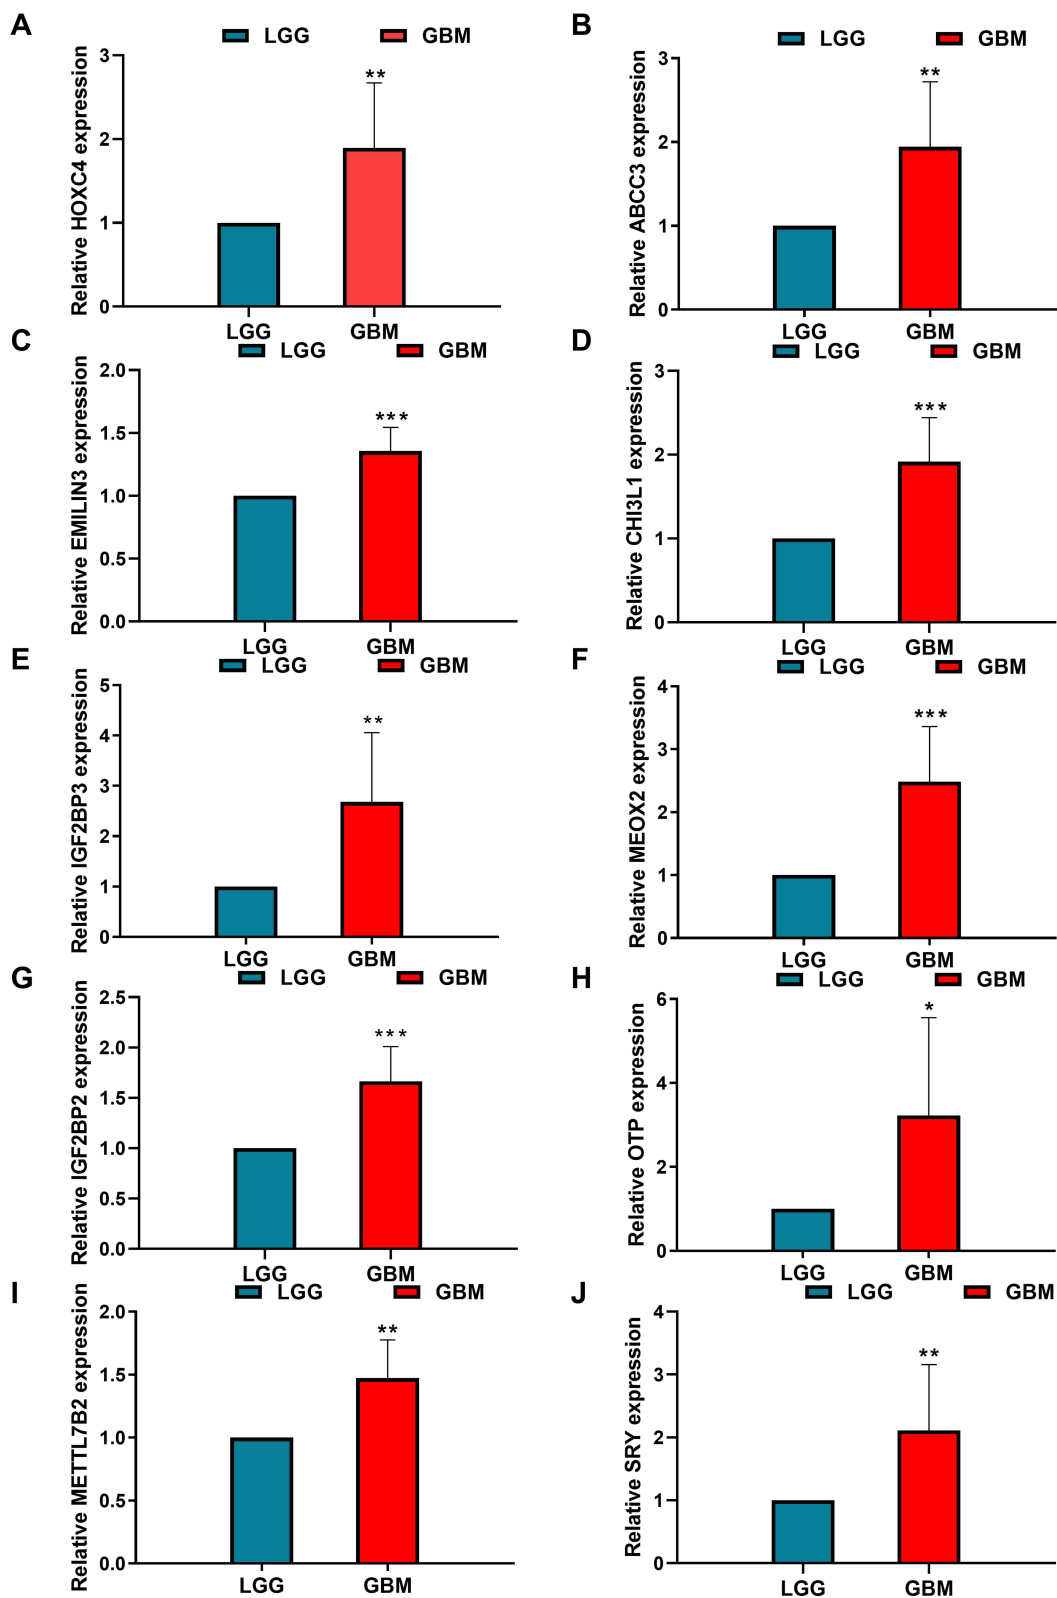 A
LGG GBM
Relative HOXC4 expression
3
2
1
0
**
LGG GBM
B
LGG GBM
Relative ABCC3 expression
3
2
1
0
**
LGG GBM
C
LGG GBM
Relative EMILIN3 expression
2.0
1.5
1.0
0.5
0.0
***
LGG GBM
D
LGG GBM
Relative CHI3L1 expression
3
2
1
0
***
LGG GBM
E
LGG GBM
Relative IGF2BP3 expression
5
4
3
2
1
0
**
LGG GBM
F
LGG GBM
Relative MEOX2 expression
4
3
2
1
0
***
LGG GBM
G
LGG GBM
Relative IGF2BP2 expression
2.5
2.0
1.5
1.0
0.5
0.0
***
LGG GBM
H
LGG GBM
Relative OTP expression
6
4
2
0
*
LGG GBM
I
LGG GBM
Relative METTL7B2 expression
2.0
1.5
1.0
0.5
0.0
**
LGG GBM
J
LGG GBM
Relative SRY expression
4
3
2
1
0
**
LGG GBM